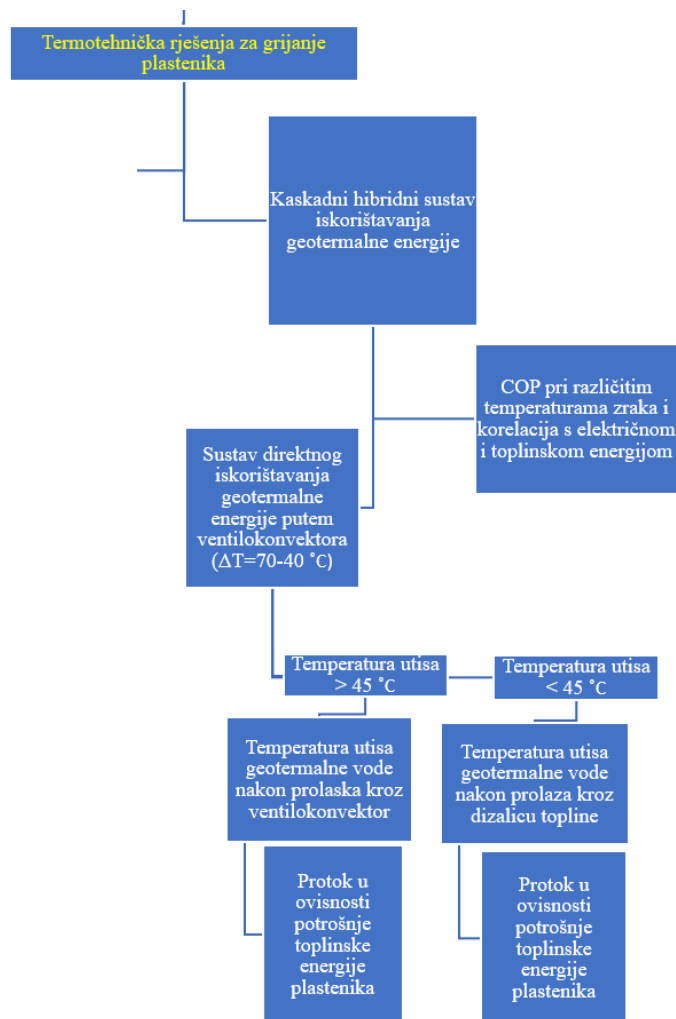 Termotehnička rješenja za grijanje
plastenika
Kaskadni hibridni sustav
iskorištavanja
geotermalne energije
COP pri različitim
temperaturama zraka i
korelacija s električnom
i toplinskom energijom
Sustav direktnog
iskorištavanja
geotermalne
energije putem
ventilokonvektora
(ΔT=70-40 ˚C)
Temperatura utisa
> 45 ˚C
Temperatura utisa
< 45 ˚C
Temperatura utisa
geotermalne vode
nakon prolaska kroz
ventilokonvektor
Temperatura utisa
geotermalne vode
nakon prolaza kroz
dizalicu topline
Protok u
ovisnosti
potrošnje
toplinske
energije
plastenika
Protok u
ovisnosti
potrošnje
toplinske
energije
plastenika